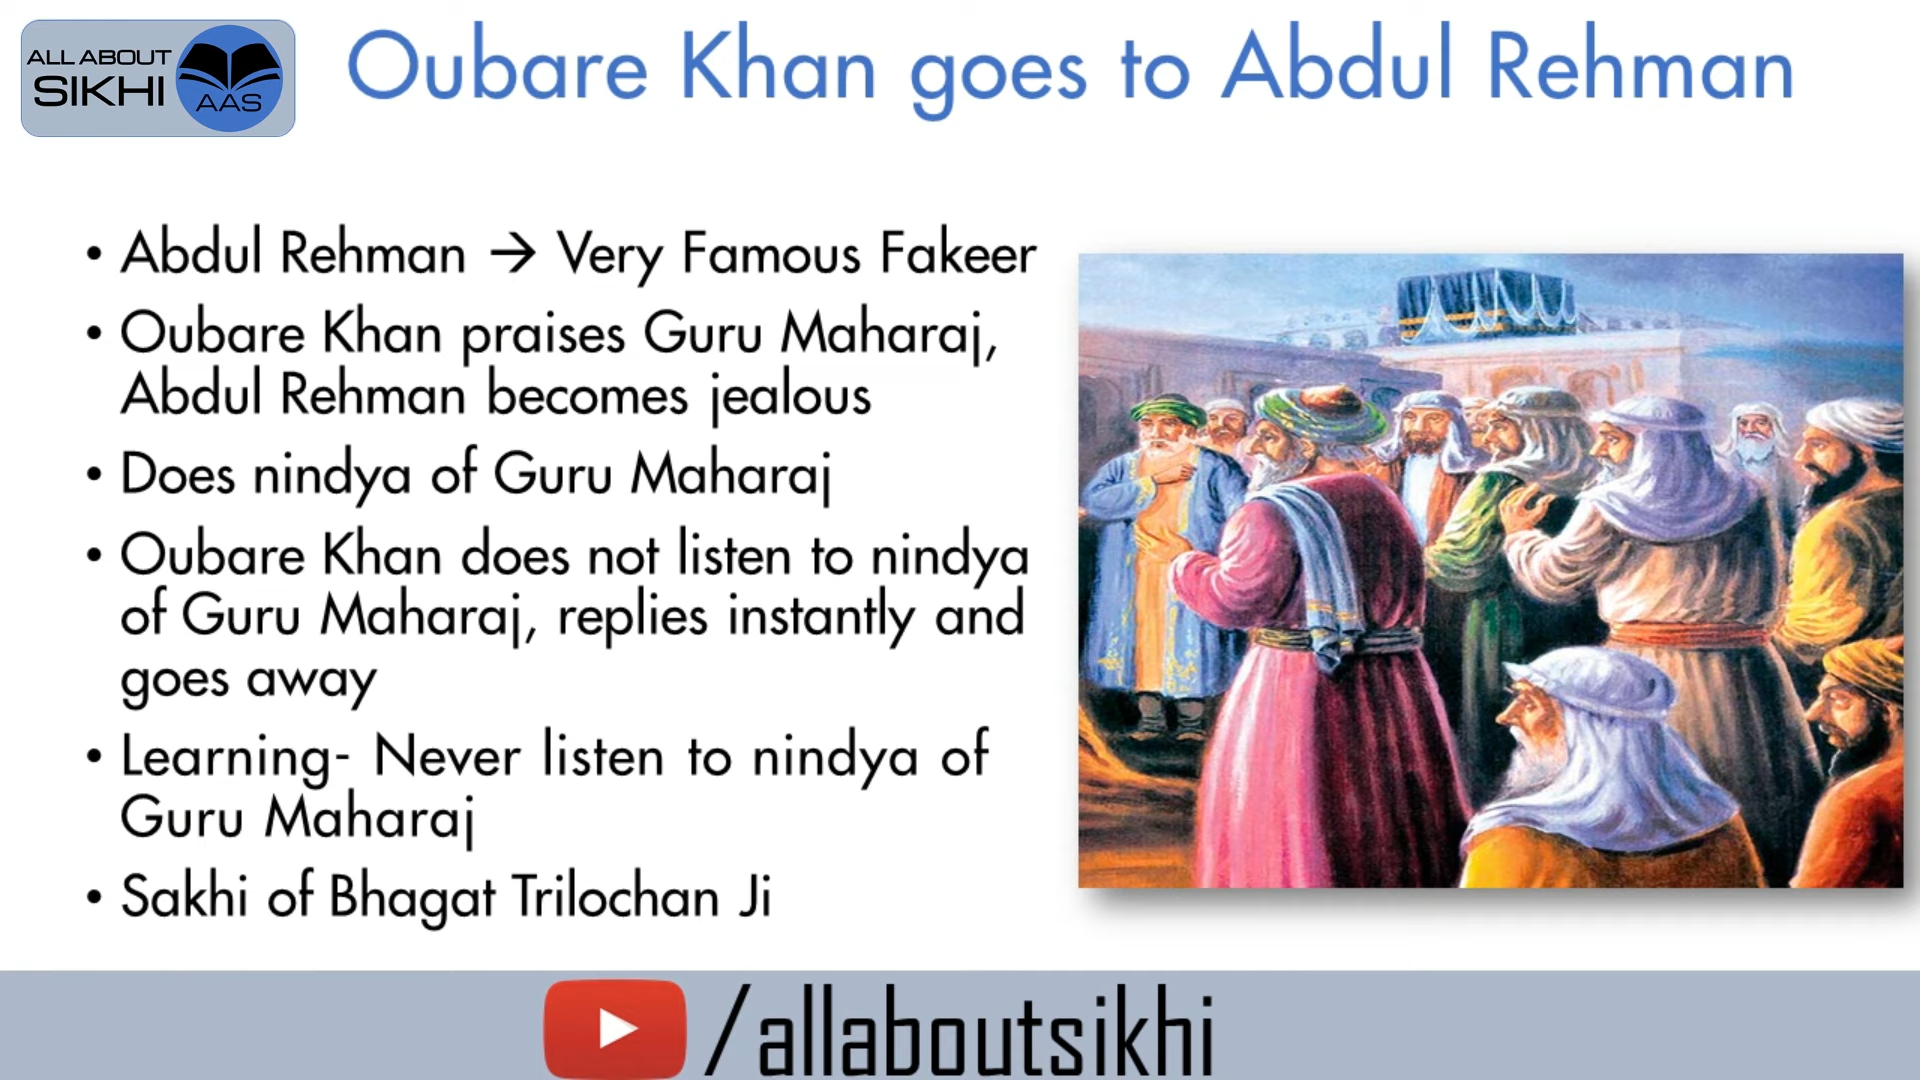 ALL ABOUT
SIKHI
AAS
Oubare Khan goes to Abdul Rehman
• Abdul Rehman → Very Famous Fakeer
• Oubare Khan praises Guru Maharaj,
Abdul Rehman becomes jealous
• Does nindya of Guru Maharaj
• Oubare Khan does not listen to nindya
of Guru Maharaj, replies instantly and
goes away
• Learning- Never listen to nindya of
Guru Maharaj
• Sakhi of Bhagat Trilochan Ji
/allaboutsikhi